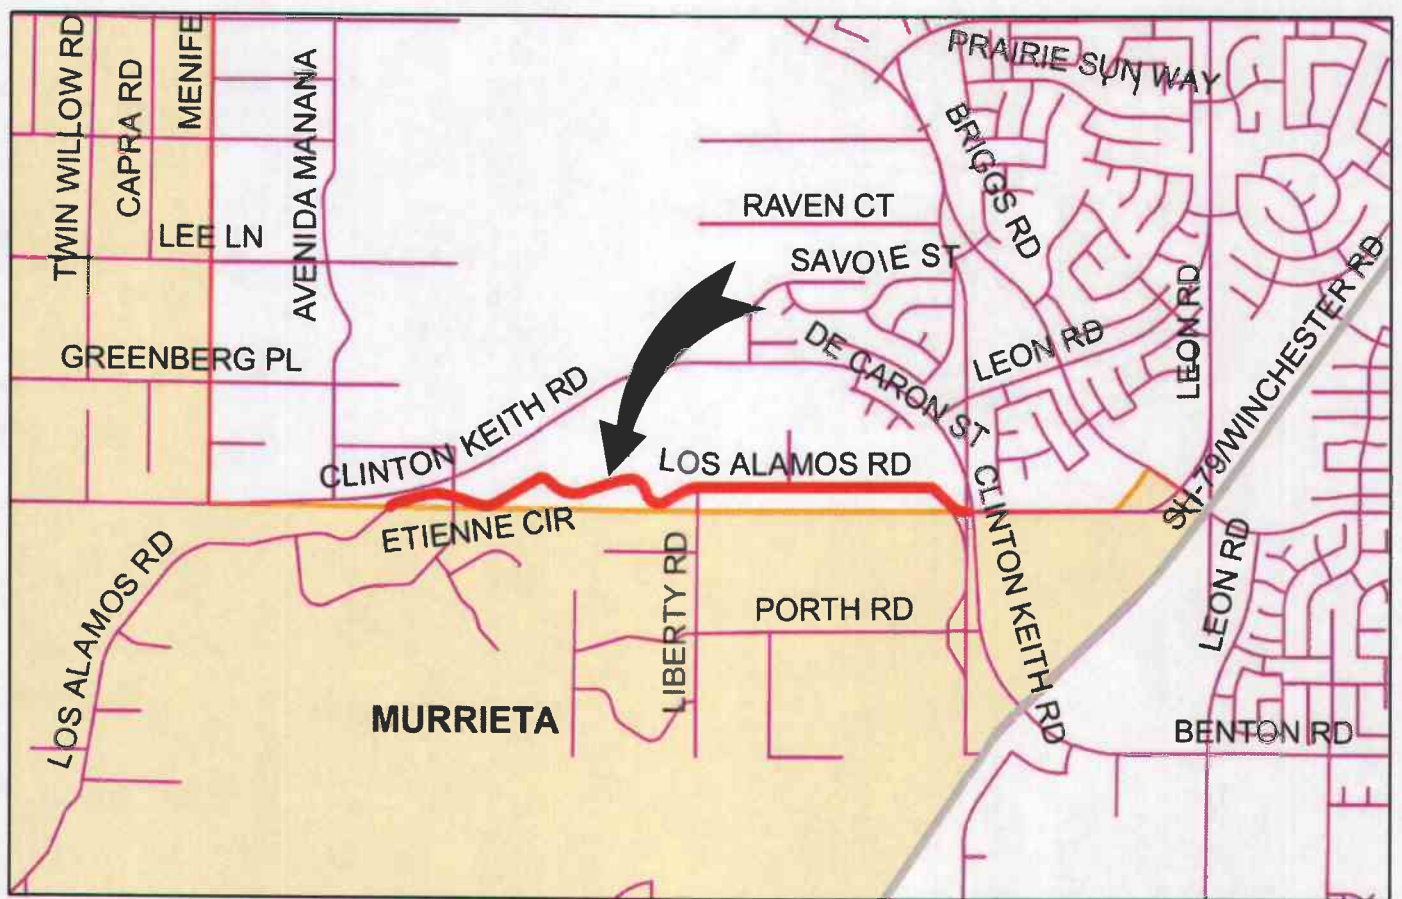 TWIN WILLOW RD
CAPRA RD
MENIFE
AVENIDA MANANA
PRAIRIE SUN WAY
BRIGGS RD
RAVEN CT
LEE LN
SAVOIE ST
LEON RD
LEON RD
SH-79/WINCHESTER RD
GREENBERG PL
DE CARON ST
CLINTON KEITH RD
LOS ALAMOS RD
CLINTON KEITH RD
ETIENNE CIR
LOS ALAMOS RD
LIBERTY RD
PORTH RD
LEON RD
MURRIETA
BENTON RD